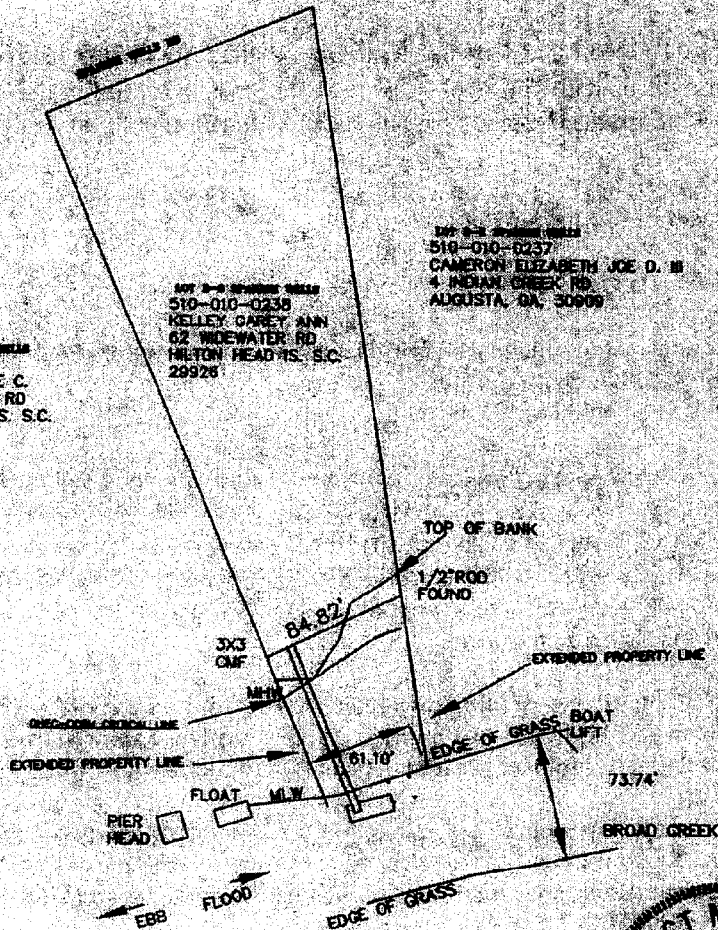 510-010-0237
CAMERON ELIZABETH JOE D. III
4 INDIAN CREEK RD
AUGUSTA, GA, 30909
510-010-0238
KELLEY CAREY ANN
62 WIDEWATER RD
HILTON HEAD IS. S.C.
29926
E C.
RD
S. S.C.
TOP OF BANK
1/2"ROD
FOUND
84.82'
3X3
CMF
MHW
EXTENDED PROPERTY LINE
CRITICAL LINE
EXTENDED PROPERTY LINE
61.10'
EDGE OF GRASS
BOAT
LIFT
73.74'
FLOAT
MLW
PIER
HEAD
BROAD CREEK
EBB
FLOOD
EDGE OF GRASS